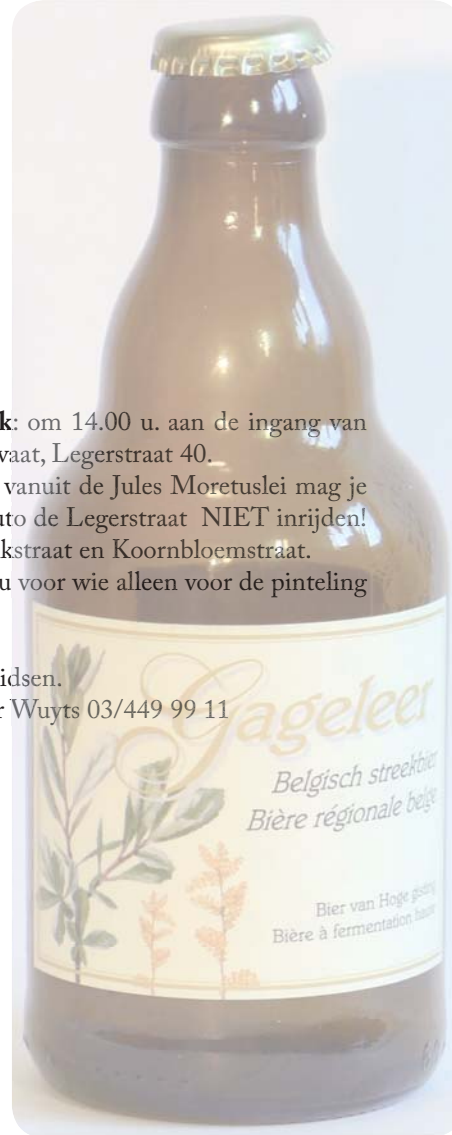 k: om 14.00 u. aan de ingang van
vaat, Legerstraat 40.
vanuit de Jules Moretuslei mag je
uto de Legerstraat NIET inrijden!
kstraat en Koornbloemstraat.
u voor wie alleen voor de pinteling
idsen.
r Wuyts 03/449 99 11
Gageleer
Belgisch streekbier
Bière régionale belge
Bier van Hoge gisting
Bière à fermentation haute